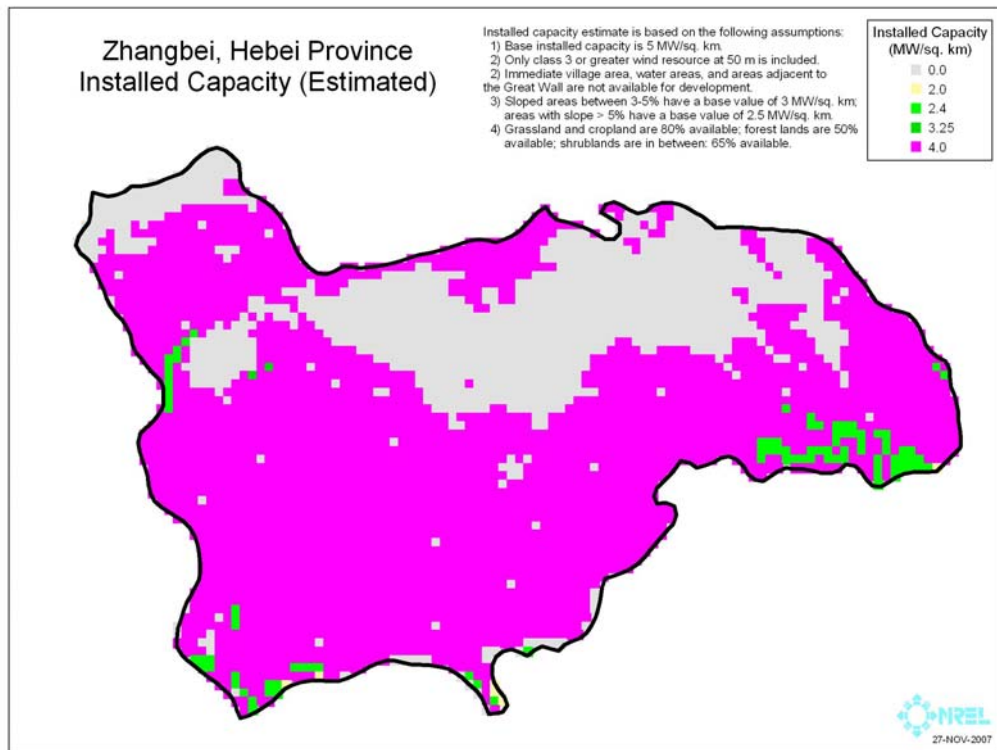 Zhangbei, Hebei Province
Installed Capacity (Estimated)
Installed capacity estimate is based on the following assumptions:
1) Base installed capacity is 5 MW/sq. km.
2) Only class 3 or greater wind resource at 50 m is included.
2) Immediate village area, water areas, and areas adjacent to
the Great Wall are not available for development.
3) Sloped areas between 3-5% have a base value of 3 MW/sq. km;
areas with slope > 5% have a base value of 2.5 MW/sq. km.
4) Grassland and cropland are 80% available; forest lands are 50%
available; shrublands are in between: 65% available.
Installed Capacity
(MW/sq. km)
0.0
2.0
2.4
3.25
4.0
NREL
27-NOV-2007